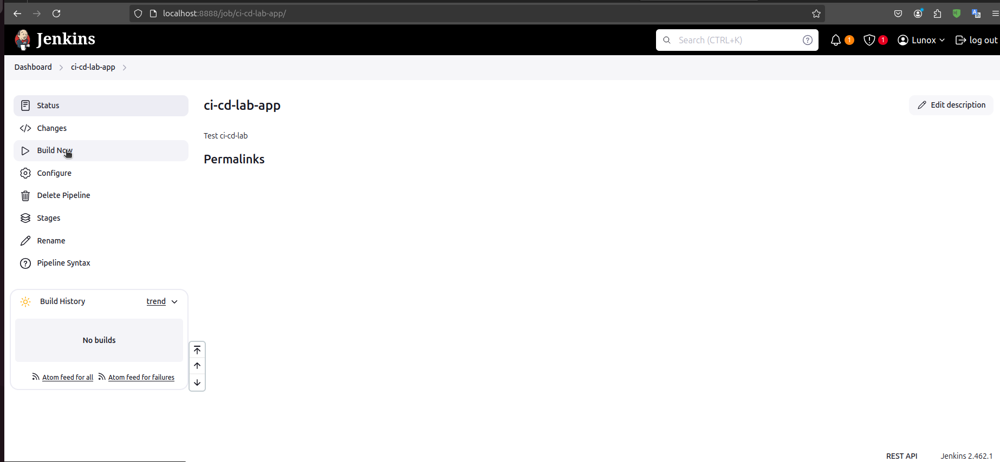 localhost:8888/job/ci-cd-lab-app/
Jenkins
Search (CTRL+K)
1
1
Lunox
log out
Dashboard
ci-cd-lab-app
Status
Changes
Build Now
Configure
Delete Pipeline
Stages
Rename
Pipeline Syntax
ci-cd-lab-app
Edit description
Test ci-cd-lab
Permalinks
Build History
trend
No builds
Atom feed for all
Atom feed for failures
REST API
Jenkins 2.462.1